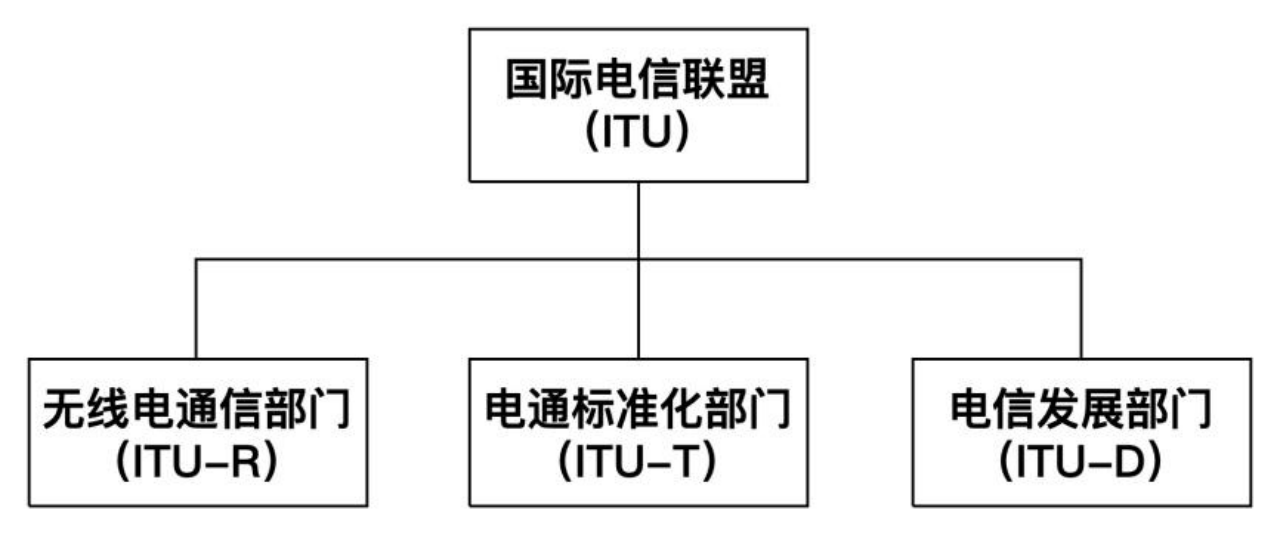 国际电信联盟
(ITU)
无线电通信部门
(ITU-R)
电通标准化部门
(ITU-T)
电信发展部门
(ITU-D)